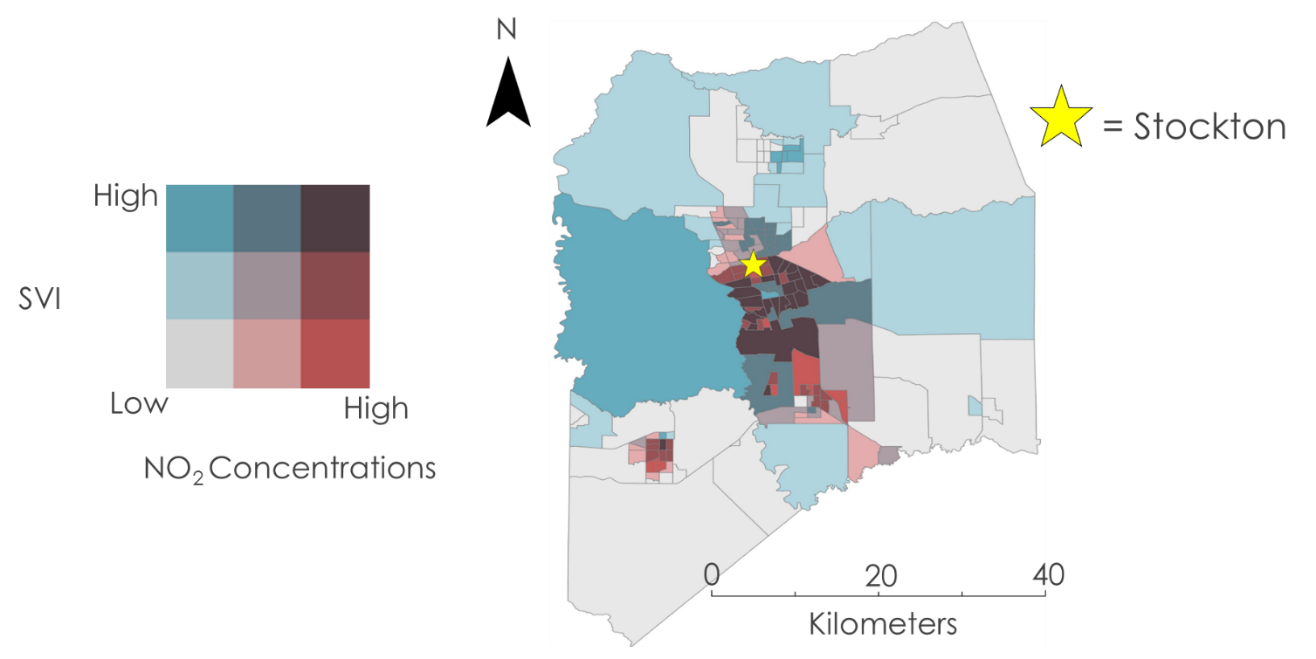 N
= Stockton
High
SVI
Low
High
NO₂ Concentrations
0 20 40
Kilometers